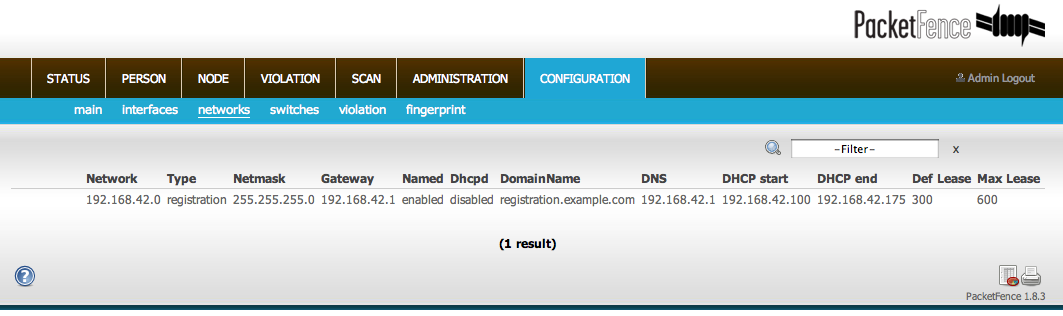 PacketFence
STATUS PERSON NODE VIOLATION SCAN ADMINISTRATION CONFIGURATION Admin Logout
main interfaces networks switches violation fingerprint
-Filter- x
Network Type Netmask Gateway Named Dhcpd DomainName DNS DHCP start DHCP end Def Lease Max Lease
192.168.42.0 registration 255.255.255.0 192.168.42.1 enabled disabled registration.example.com 192.168.42.1 192.168.42.100 192.168.42.175 300 600
(1 result)
?
PacketFence 1.8.3